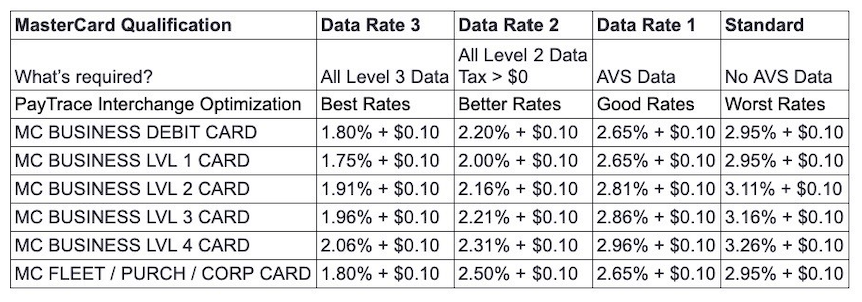 MasterCard Qualification Data Rate 3 Data Rate 2 Data Rate 1 Standard
What's required? All Level 3 Data All Level 2 Data Tax > $0 AVS Data No AVS Data
PayTrace Interchange Optimization Best Rates Better Rates Good Rates Worst Rates
MC BUSINESS DEBIT CARD 1.80% + $0.10 2.20% + $0.10 2.65% + $0.10 2.95% + $0.10
MC BUSINESS LVL 1 CARD 1.75% + $0.10 2.00% + $0.10 2.65% + $0.10 2.95% + $0.10
MC BUSINESS LVL 2 CARD 1.91% + $0.10 2.16% + $0.10 2.81% + $0.10 3.11% + $0.10
MC BUSINESS LVL 3 CARD 1.96% + $0.10 2.21% + $0.10 2.86% + $0.10 3.16% + $0.10
MC BUSINESS LVL 4 CARD 2.06% + $0.10 2.31% + $0.10 2.96% + $0.10 3.26% + $0.10
MC FLEET / PURCH / CORP CARD 1.80% + $0.10 2.50% + $0.10 2.65% + $0.10 2.95% + $0.10